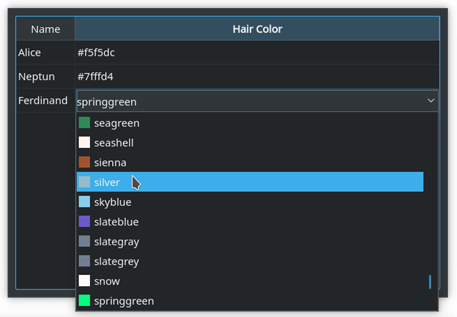 Name Hair Color
Alice #f5f5dc
Neptun #7fffd4
Ferdinand springgreen
seagreen
seashell
sienna
silver
skyblue
slateblue
slategray
slategrey
snow
springgreen